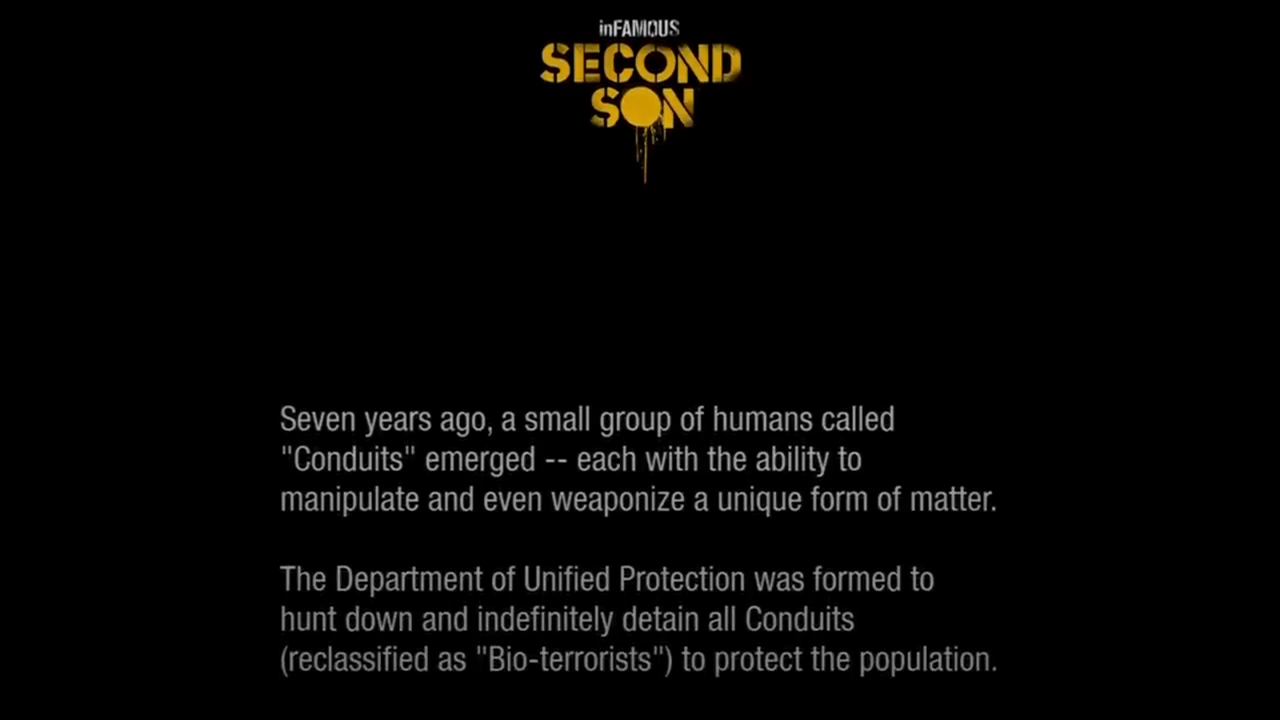 inFAMOUS
SECOND
SON
Seven years ago, a small group of humans called
"Conduits" emerged -- each with the ability to
manipulate and even weaponize a unique form of matter.
The Department of Unified Protection was formed to
hunt down and indefinitely detain all Conduits
(reclassified as "Bio-terrorists") to protect the population.